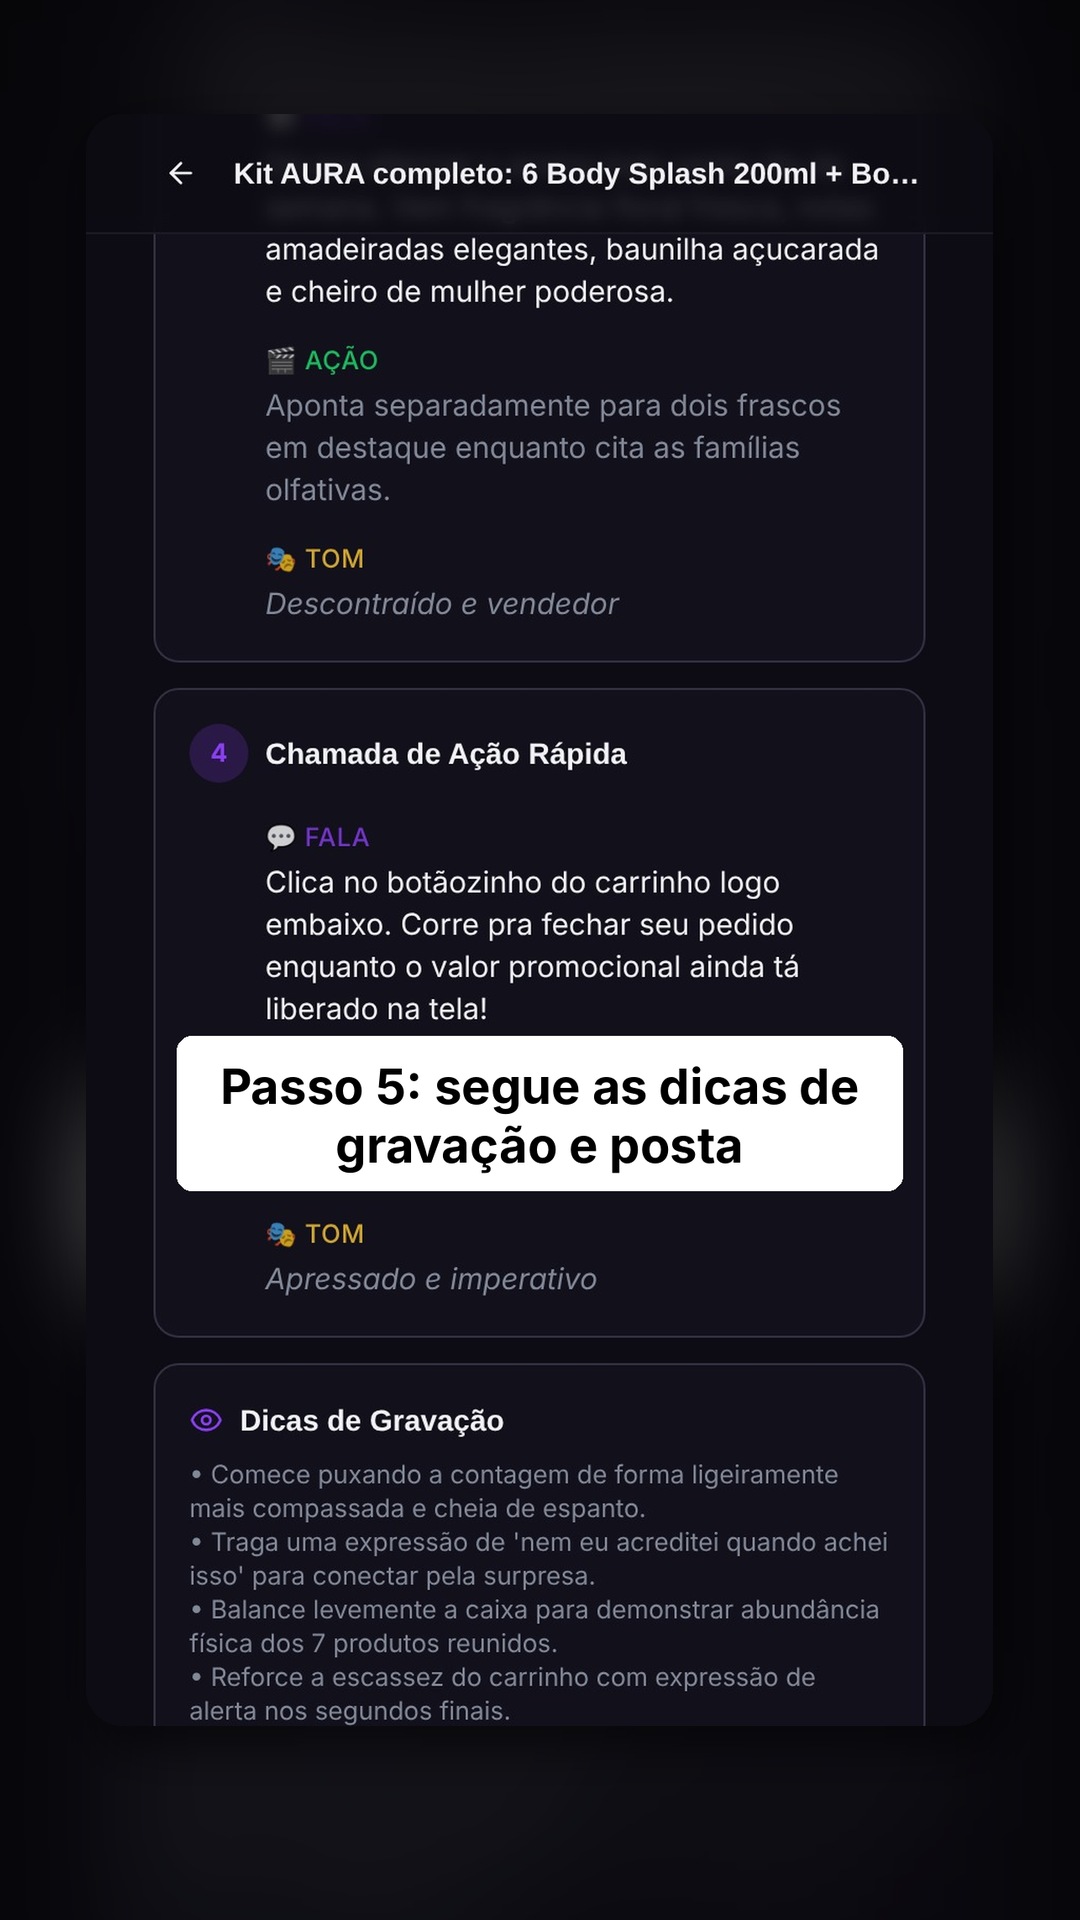 Kit AURA completo: 6 Body Splash 200ml + Bo...
amadeiradas elegantes, baunilha açucarada
e cheiro de mulher poderosa.
🎬 AÇÃO
Aponta separadamente para dois frascos
em destaque enquanto cita as famílias
olfativas.
🎭 TOM
Descontraído e vendedor
4 Chamada de Ação Rápida
💬 FALA
Clica no botãozinho do carrinho logo
embaixo. Corre pra fechar seu pedido
enquanto o valor promocional ainda tá
liberado na tela!
Passo 5: segue as dicas de
gravação e posta
🎭 TOM
Apressado e imperativo
Dicas de Gravação
• Comece puxando a contagem de forma ligeiramente
mais compassada e cheia de espanto.
• Traga uma expressão de 'nem eu acreditei quando achei
isso' para conectar pela surpresa.
• Balance levemente a caixa para demonstrar abundância
física dos 7 produtos reunidos.
• Reforce a escassez do carrinho com expressão de
alerta nos segundos finais.